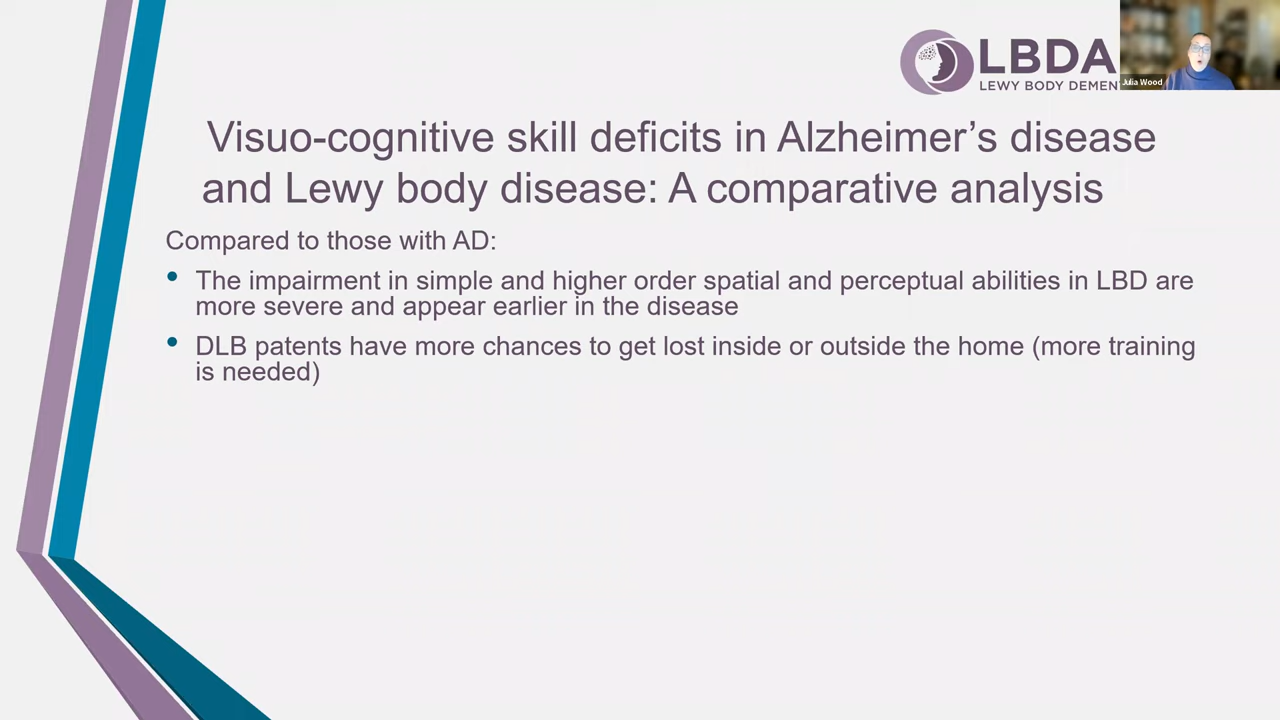 LBDA
LEWY BODY DEMEN
Julia Wood
Visuo-cognitive skill deficits in Alzheimer’s disease
and Lewy body disease: A comparative analysis
Compared to those with AD:
• The impairment in simple and higher order spatial and perceptual abilities in LBD are
more severe and appear earlier in the disease
• DLB patents have more chances to get lost inside or outside the home (more training
is needed)